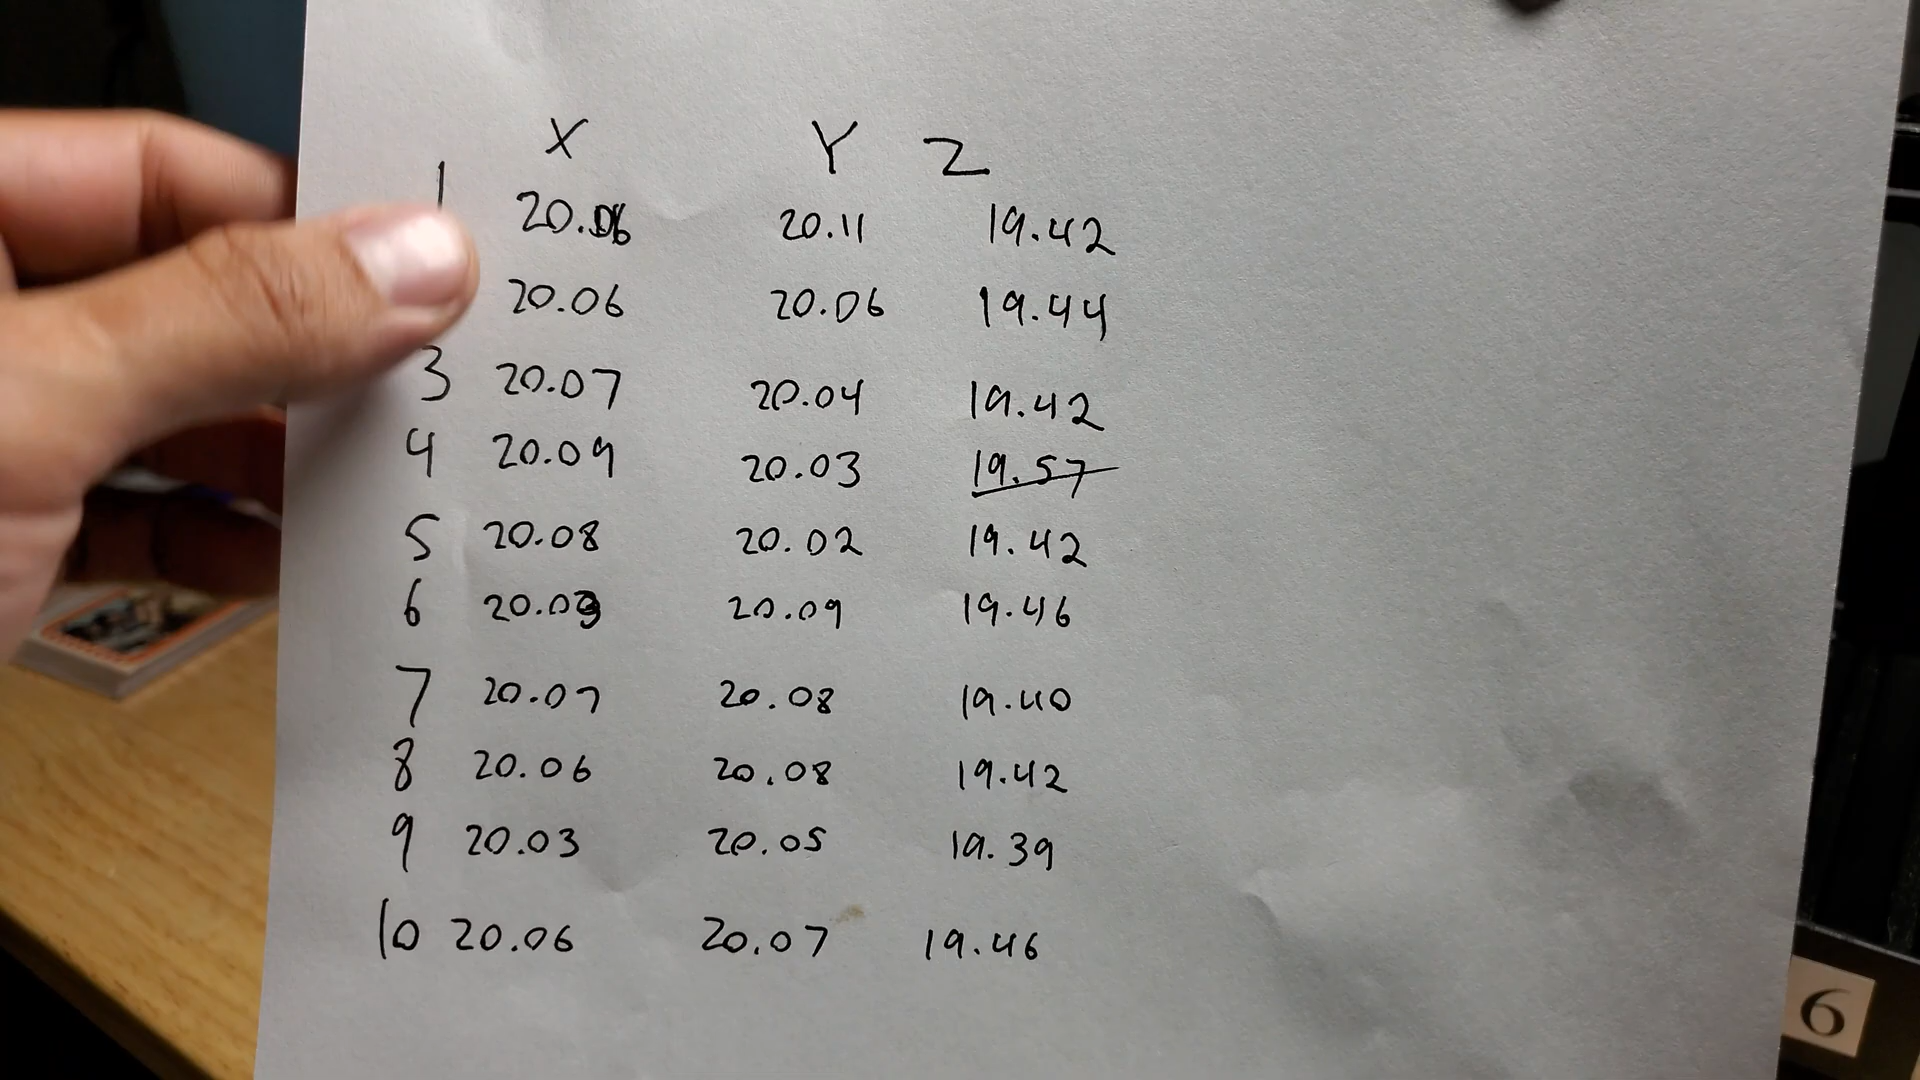 X Y Z
1 20.06 20.11 19.42
20.06 20.06 19.44
3 20.07 20.04 19.42
4 20.09 20.03 19.57
5 20.08 20.02 19.42
6 20.09 19.46
7 20.07 20.08 19.40
8 20.06 20.08 19.42
9 20.03 20.05 19.39
10 20.06 20.07 19.46
6